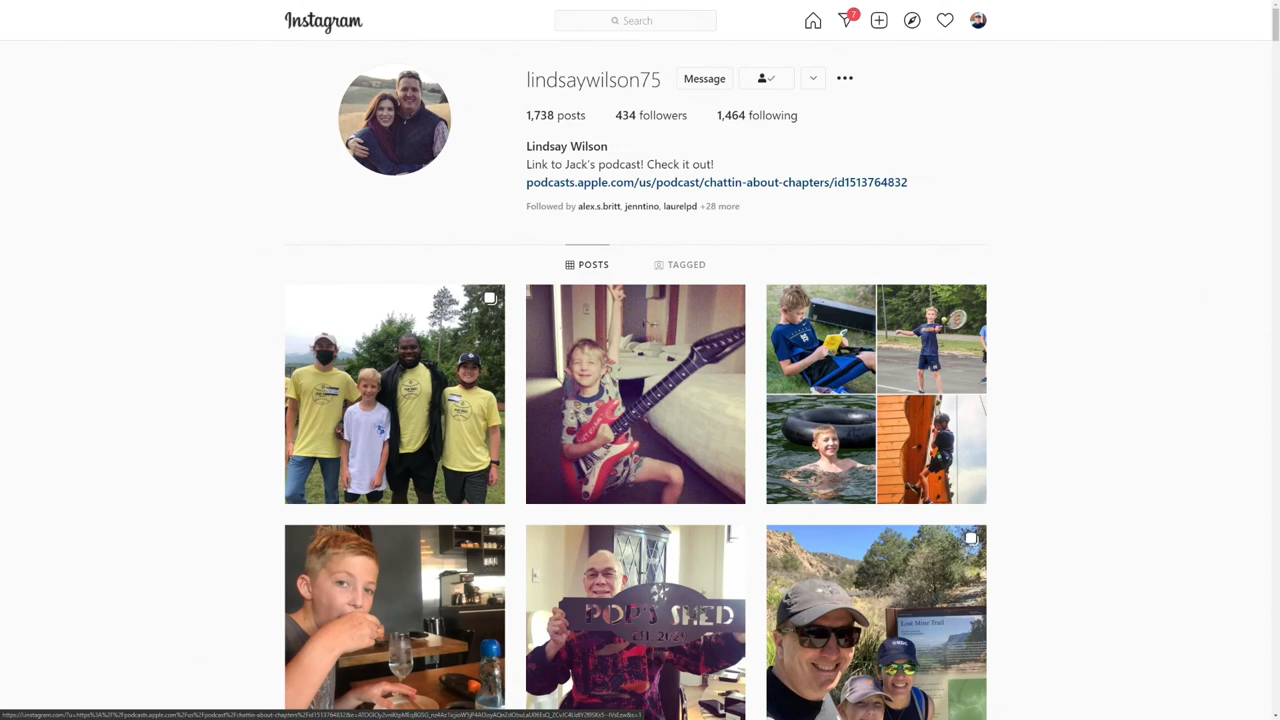 Instagram
Search
7
lindsaywilson75
Message
1,738 posts 434 followers 1,464 following
Lindsay Wilson
Link to Jack's podcast! Check it out!
podcasts.apple.com/us/podcast/chattin-about-chapters/id1513764832
Followed by alex.s.britt, jenntino, laurelpd +28 more
POSTS
TAGGED
POP'S SHED
Lost Mine Trail